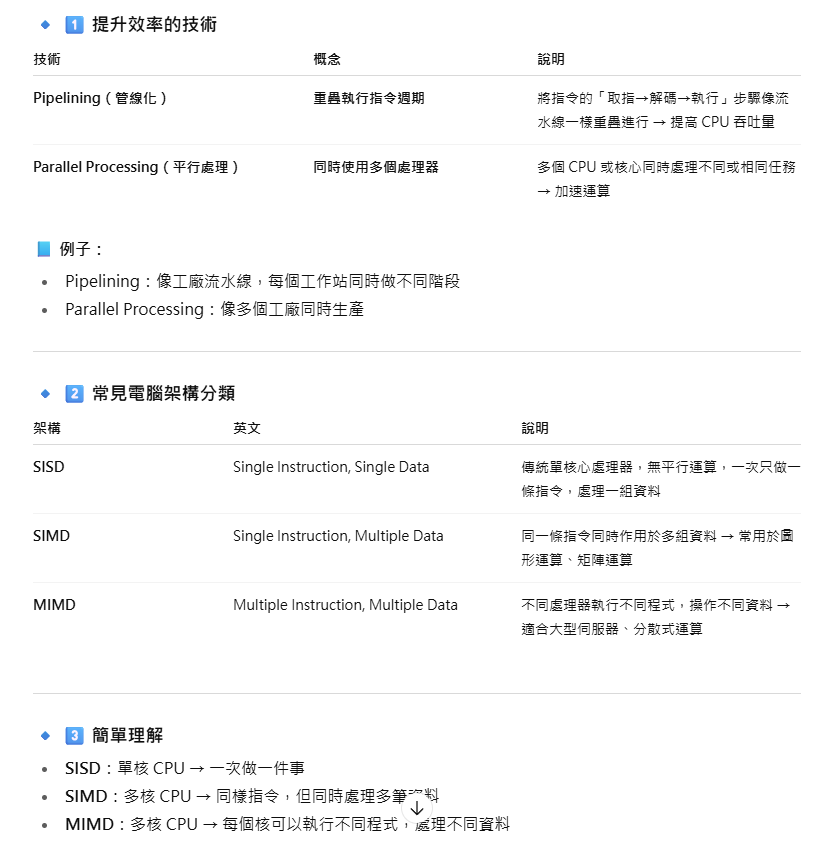 1 提升效率的技術
技術 概念 說明
Pipelining（管線化） 重疊執行指令週期 將指令的「取指→解碼→執行」步驟像流
水線一樣重疊進行 → 提高 CPU 吞吐量
Parallel Processing（平行處理） 同時使用多個處理器 多個 CPU 或核心同時處理不同或相同任務
→ 加速運算
例子：
• Pipelining：像工廠流水線，每個工作站同時做不同階段
• Parallel Processing：像多個工廠同時生產
2 常見電腦架構分類
架構 英文 說明
SISD Single Instruction, Single Data 傳統單核心處理器，無平行運算，一次只做一
條指令，處理一組資料
SIMD Single Instruction, Multiple Data 同一條指令同時作用於多組資料 → 常用於圖
形運算、矩陣運算
MIMD Multiple Instruction, Multiple Data 不同處理器執行不同程式，操作不同資料 →
適合大型伺服器、分散式運算
3 簡單理解
• SISD：單核 CPU → 一次做一件事
• SIMD：多核 CPU → 同樣指令，但同時處理多筆資料
• MIMD：多核 CPU → 每個核可以執行不同程式，處理不同資料